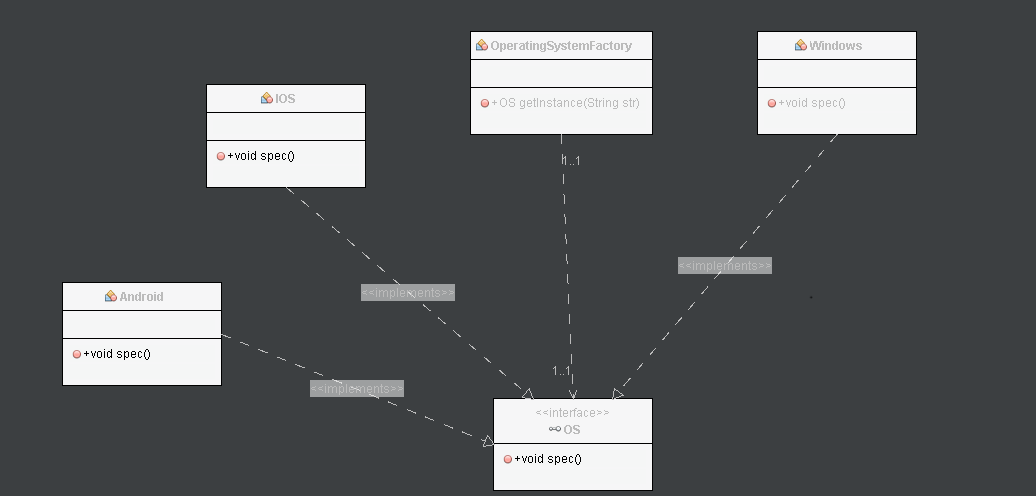 OperatingSystemFactory
+OS getInstance(String str)
Windows
+void spec()
IOS
+void spec()
1..1
<<implements>>
<<implements>>
Android
+void spec()
<<implements>>
1..1
<<interface>>
OS
+void spec()